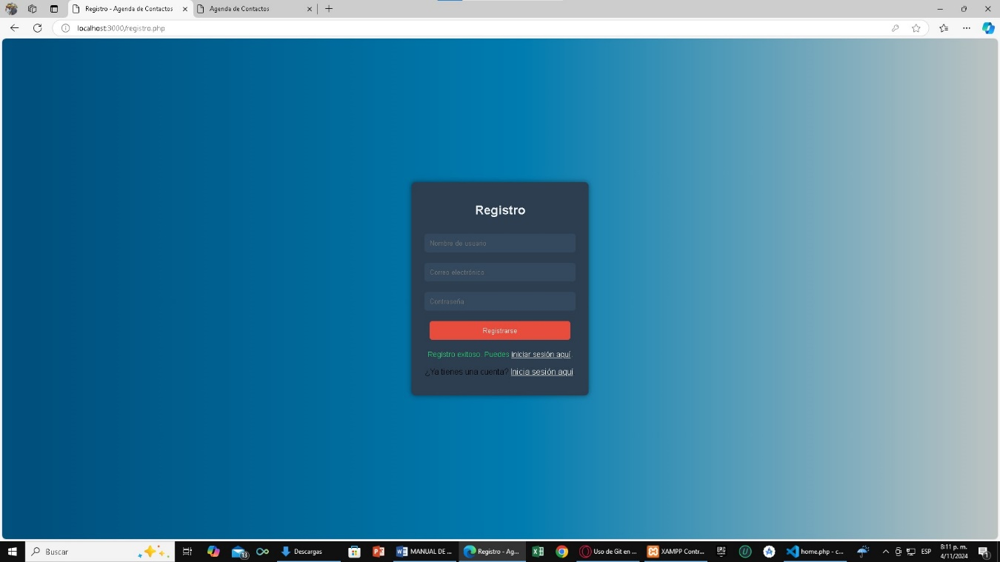 Registro - Agenda de Contactos
Agenda de Contactos
localhost:3000/registro.php
Registro
Nombre de usuario
Correo electrónico
Contraseña
Registrarse
Registro exitoso. Puedes Iniciar sesión aquí
¿Ya tienes una cuenta? Inicia sesión aquí
Buscar
13
Descargas
MANUAL DE ...
Registro - Ag...
Uso de Git en ...
XAMPP Contr...
home.php - c...
ESP
8:11 p. m.
4/11/2024
1